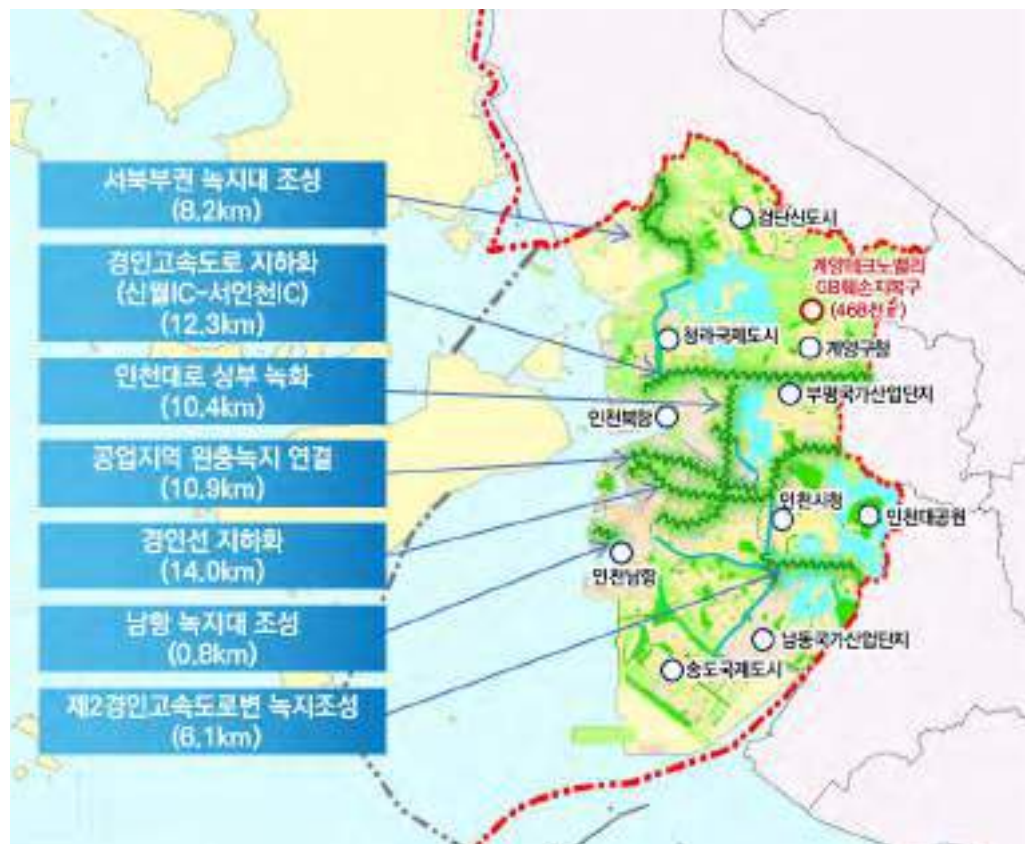 서북부권 녹지대 조성
(8.2km)
경인고속도로 지하화
(신월IC-서인천IC)
(12.3km)
인천대로 상부 녹화
(10.4km)
공업지역 완충녹지 연결
(10.9km)
경인선 지하화
(14.0km)
남항 녹지대 조성
(0.8km)
제2경인고속도로변 녹지조성
(6.1km)
검단신도시
계양테크노밸리
GB훼손지복구
(468천㎡)
청라국제도시
계양구청
부평국가산업단지
인천북항
인천시청
인천대공원
인천남항
남동국가산업단지
송도국제도시